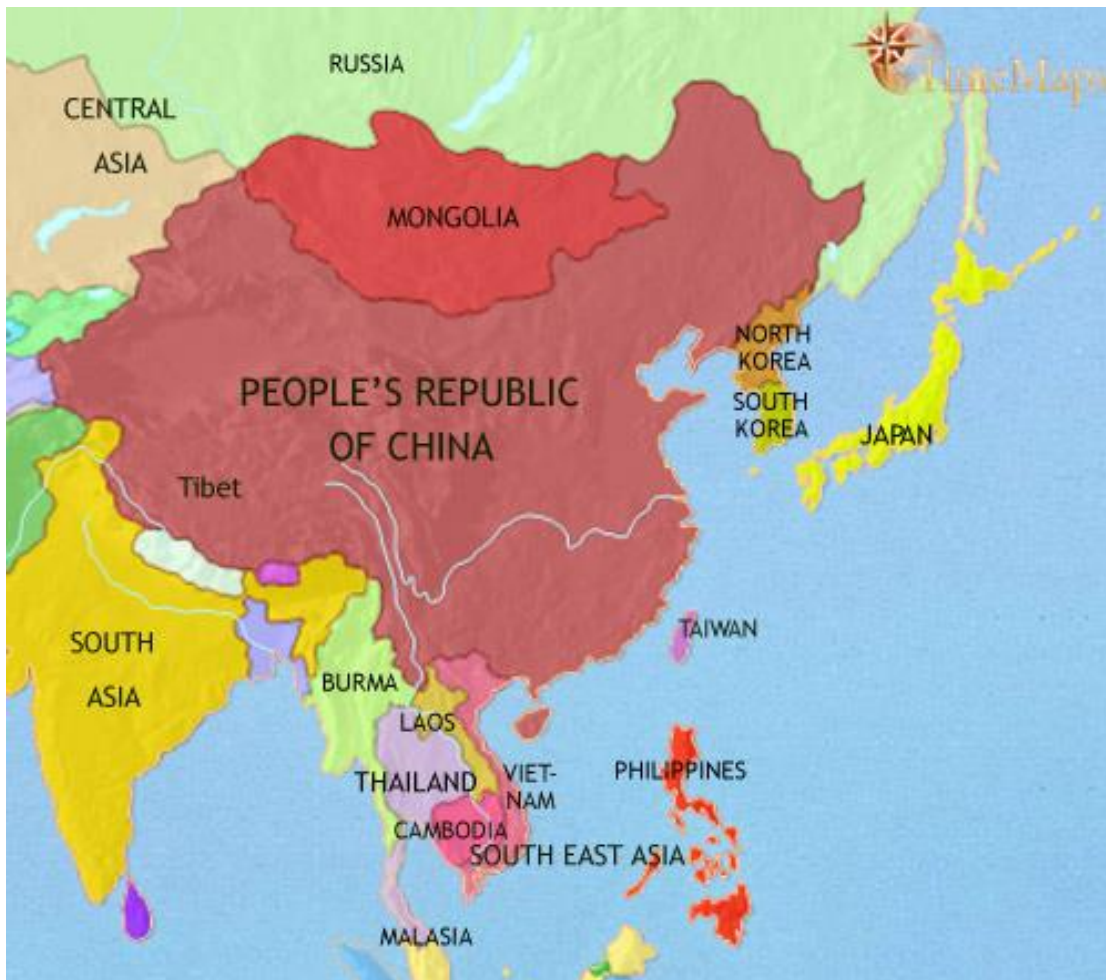 RUSSIA
TimeMaps
CENTRAL
ASIA
MONGOLIA
NORTH
KOREA
PEOPLE'S REPUBLIC
OF CHINA
SOUTH
KOREA
JAPAN
Tibet
TAIWAN
SOUTH
ASIA
BURMA
LAOS
THAILAND
VIET-
NAM
PHILIPPINES
CAMBODIA
SOUTH EAST ASIA
MALASIA